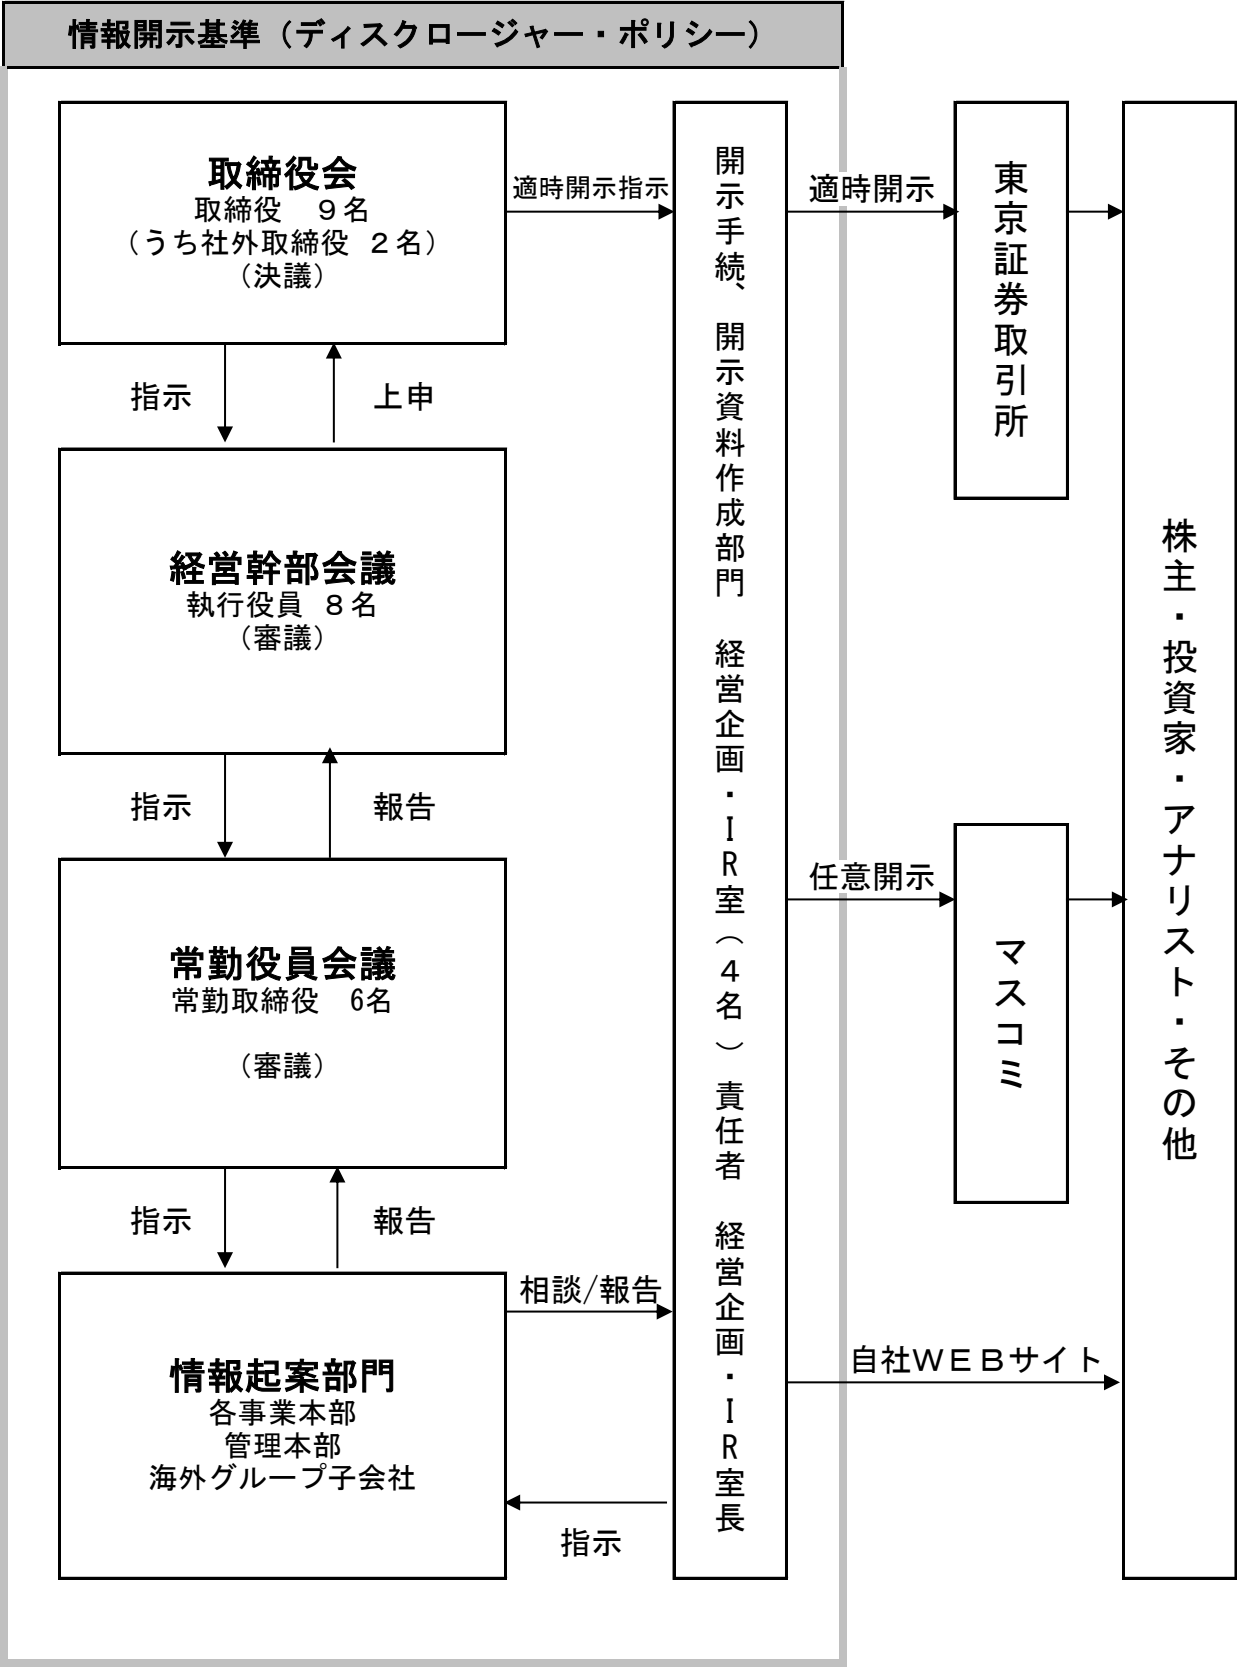 情報開示基準（ディスクロージャー・ポリシー）
取締役会
取締役　９名
（うち社外取締役　２名）
（決議）
適時開示指示
指示
上申
経営幹部会議
執行役員　８名
（審議）
指示
報告
常勤役員会議
常勤取締役　6名
（審議）
指示
報告
情報起案部門
各事業本部
管理本部
海外グループ子会社
相談/報告
指示
開示手続、開示資料作成部門　経営企画・ＩＲ室（４名）責任者　経営企画・ＩＲ室長
適時開示
東京証券取引所
任意開示
マスコミ
自社ＷＥＢサイト
株主・投資家・アナリスト・その他